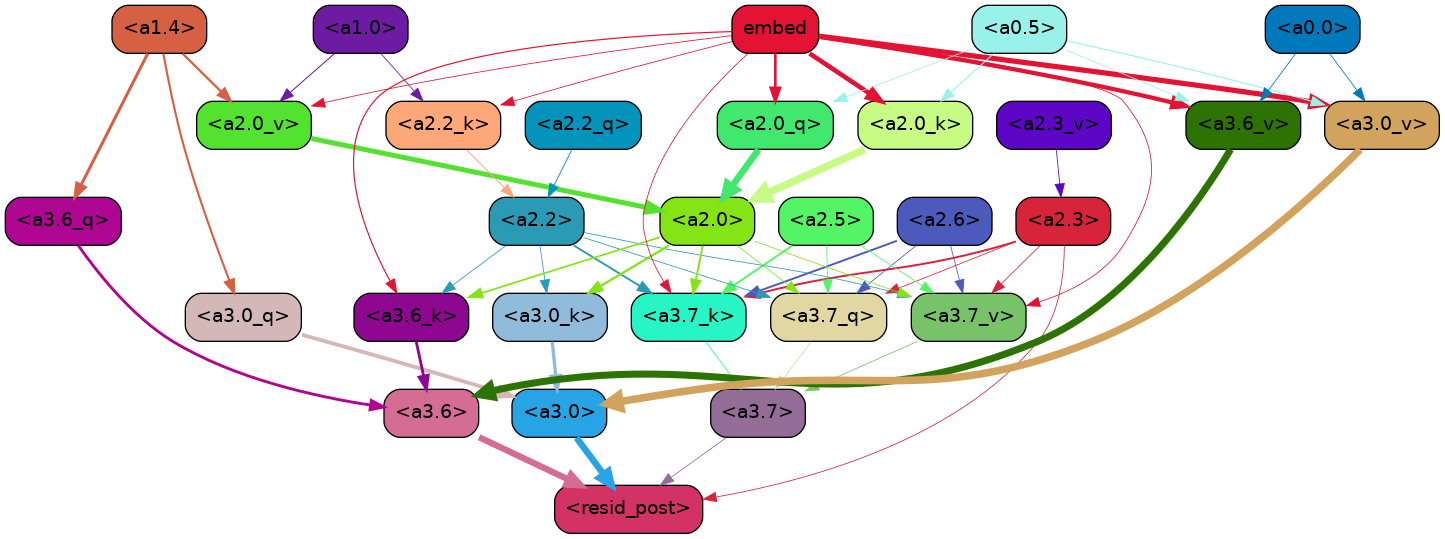 <a1.4>
<a1.0>
embed
<a0.5>
<a0.0>
<a2.0_v>
<a2.2_k>
<a2.2_q>
<a2.0_q>
<a2.0_k>
<a2.3_v>
<a3.6_v>
<a3.0_v>
<a3.6_q>
<a2.2>
<a2.0>
<a2.5>
<a2.6>
<a2.3>
<a3.0_q>
<a3.6_k>
<a3.0_k>
<a3.7_k>
<a3.7_q>
<a3.7_v>
<a3.6>
<a3.0>
<a3.7>
<resid_post>